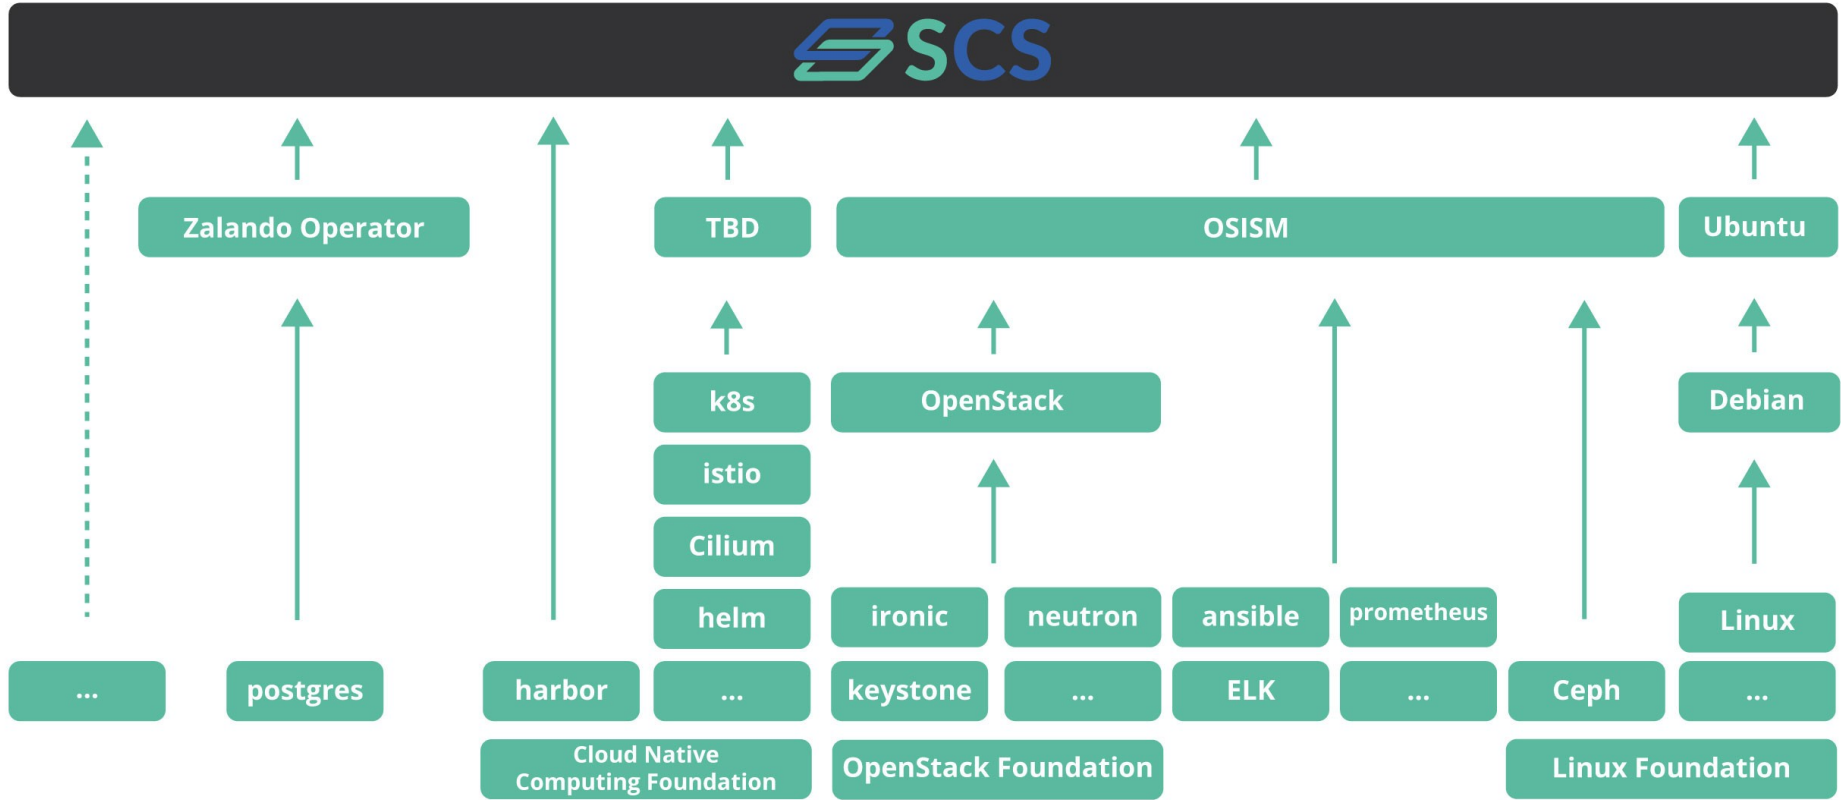 SCS
Zalando Operator
TBD
OSISM
Ubuntu
k8s
OpenStack
Debian
istio
Cilium
helm
ironic
neutron
ansible
prometheus
Linux
...
postgres
harbor
...
keystone
...
ELK
...
Ceph
...
Cloud Native
Computing Foundation
OpenStack Foundation
Linux Foundation